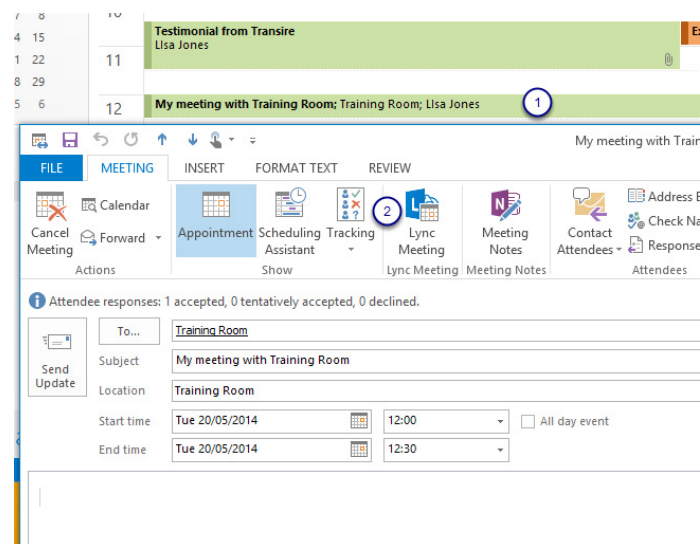 7 8
4 15
1 22
8 29
5 6
10
11
12
Testimonial from Transire
LIsa Jones
My meeting with Training Room; Training Room; LIsa Jones
1
My meeting with Train
FILE MEETING INSERT FORMAT TEXT REVIEW
Cancel Meeting
Calendar
Forward
Actions
Appointment
Scheduling Assistant
Tracking
Show
2
Lync Meeting
Lync Meeting
Meeting Notes
Meeting Notes
Contact Attendees
Address B
Check Na
Response
Attendees
Attendee responses: 1 accepted, 0 tentatively accepted, 0 declined.
Send Update
To... Training Room
Subject My meeting with Training Room
Location Training Room
Start time Tue 20/05/2014 12:00 All day event
End time Tue 20/05/2014 12:30